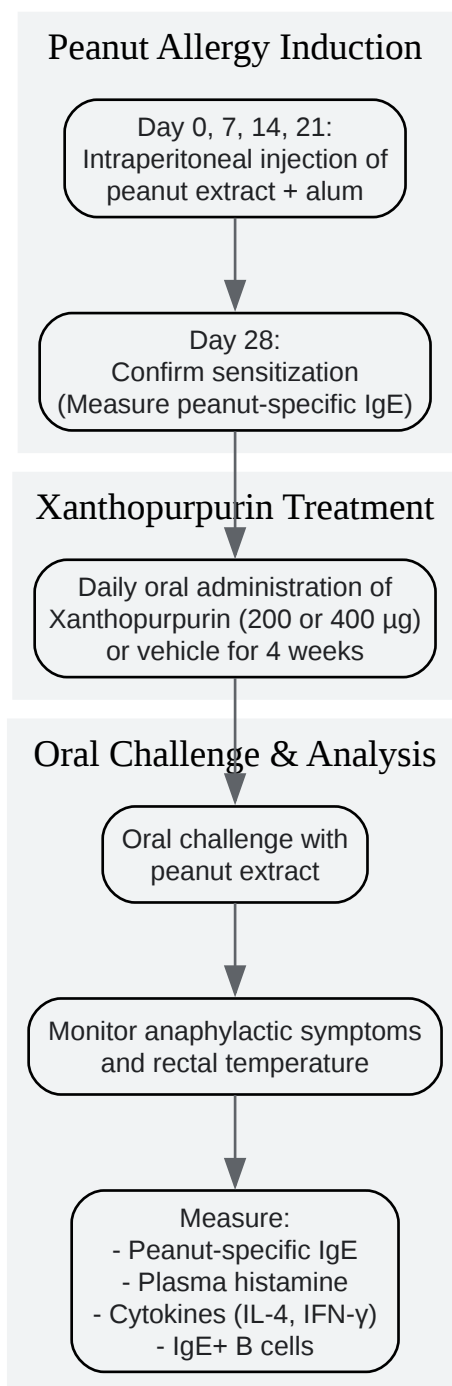 Peanut Allergy Induction
Day 0, 7, 14, 21:
Intraperitoneal injection of
peanut extract + alum
Day 28:
Confirm sensitization
(Measure peanut-specific IgE)
Xanthopurpurin Treatment
Daily oral administration of
Xanthopurpurin (200 or 400 µg)
or vehicle for 4 weeks
Oral Challenge & Analysis
Oral challenge with
peanut extract
Monitor anaphylactic symptoms
and rectal temperature
Measure:
- Peanut-specific IgE
- Plasma histamine
- Cytokines (IL-4, IFN-γ)
- IgE+ B cells